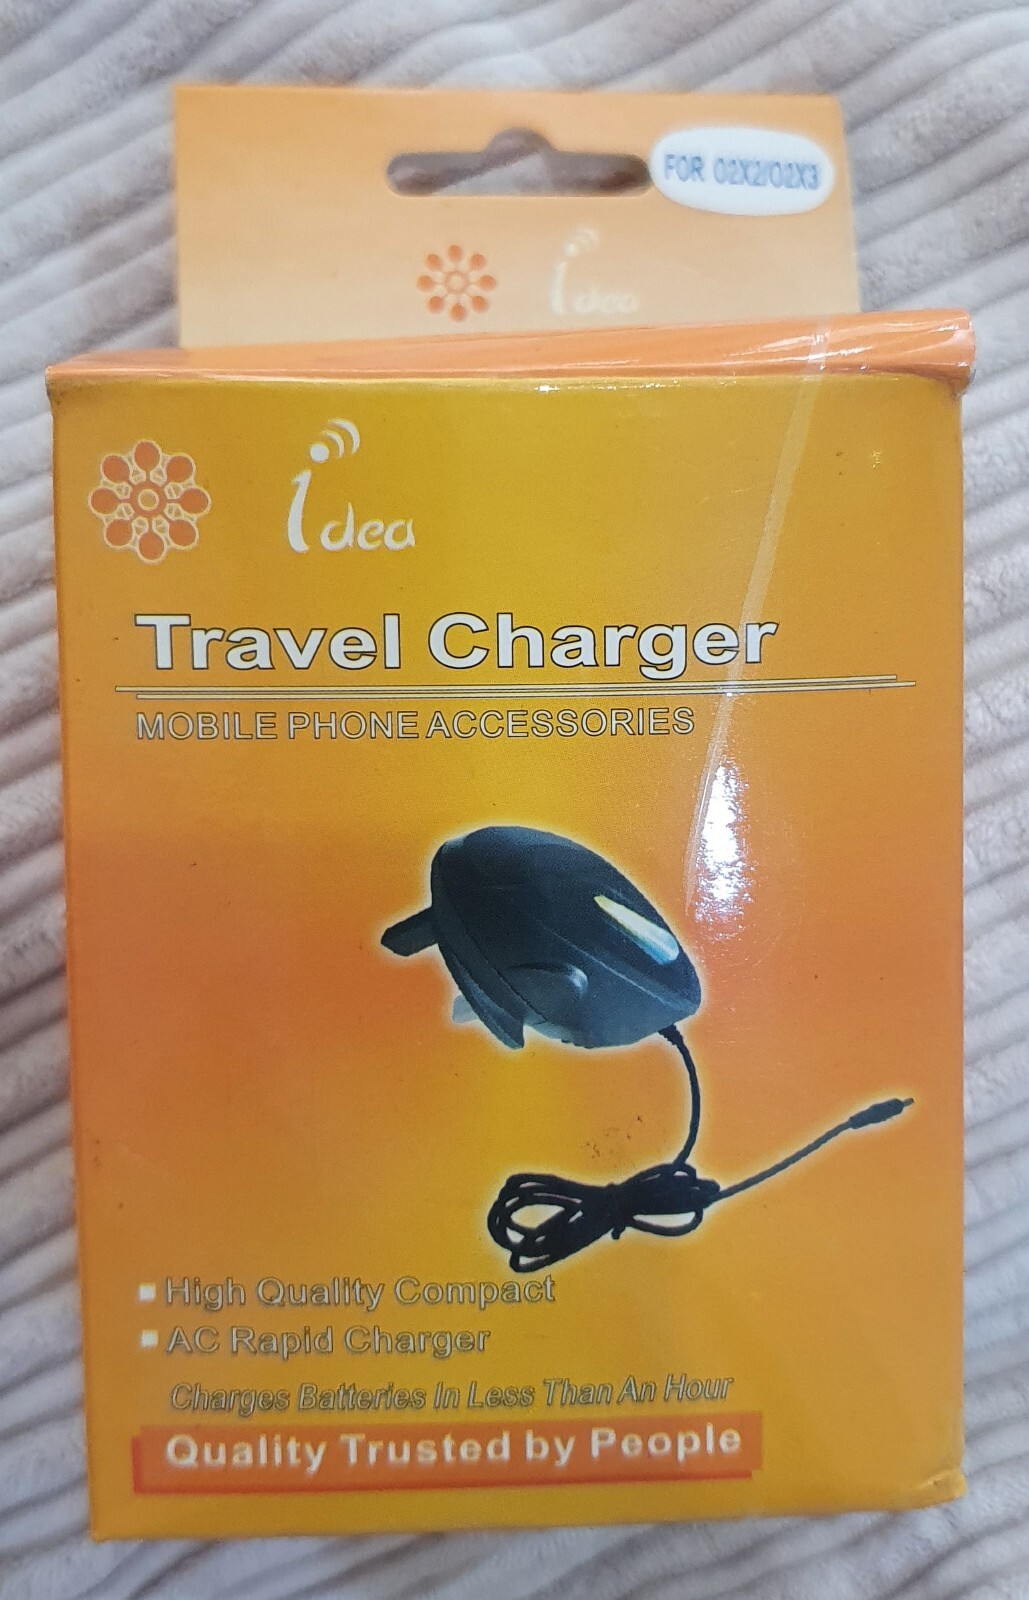 FOR O2X2/O2X3
idea
idea
Travel Charger
MOBILE PHONE ACCESSORIES
High Quality Compact
AC Rapid Charger
Charges Batteries In Less Than An Hour
Quality Trusted by People